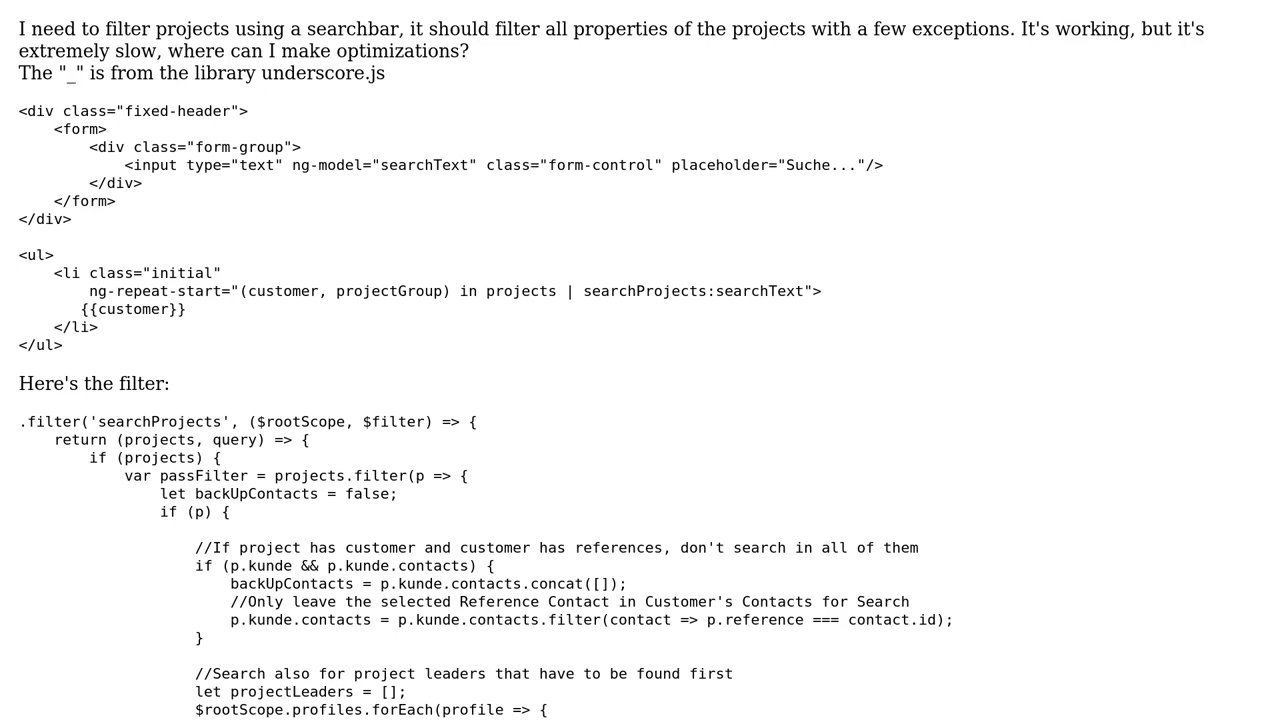 I need to filter projects using a searchbar, it should filter all properties of the projects with a few exceptions. It's working, but it's
extremely slow, where can I make optimizations?
The "_" is from the library underscore.js
<div class="fixed-header">
    <form>
        <div class="form-group">
            <input type="text" ng-model="searchText" class="form-control" placeholder="Suche..."/>
        </div>
    </form>
</div>
<ul>
    <li class="initial"
        ng-repeat-start="(customer, projectGroup) in projects | searchProjects:searchText">
       {{customer}}
    </li>
</ul>
Here's the filter:
.filter('searchProjects', ($rootScope, $filter) => {
    return (projects, query) => {
        if (projects) {
            var passFilter = projects.filter(p => {
                let backUpContacts = false;
                if (p) {
                    //If project has customer and customer has references, don't search in all of them
                    if (p.kunde && p.kunde.contacts) {
                        backUpContacts = p.kunde.contacts.concat([]);
                        //Only leave the selected Reference Contact in Customer's Contacts for Search
                        p.kunde.contacts = p.kunde.contacts.filter(contact => p.reference === contact.id);
                    }
                    //Search also for project leaders that have to be found first
                    let projectLeaders = [];
                    $rootScope.profiles.forEach(profile => {